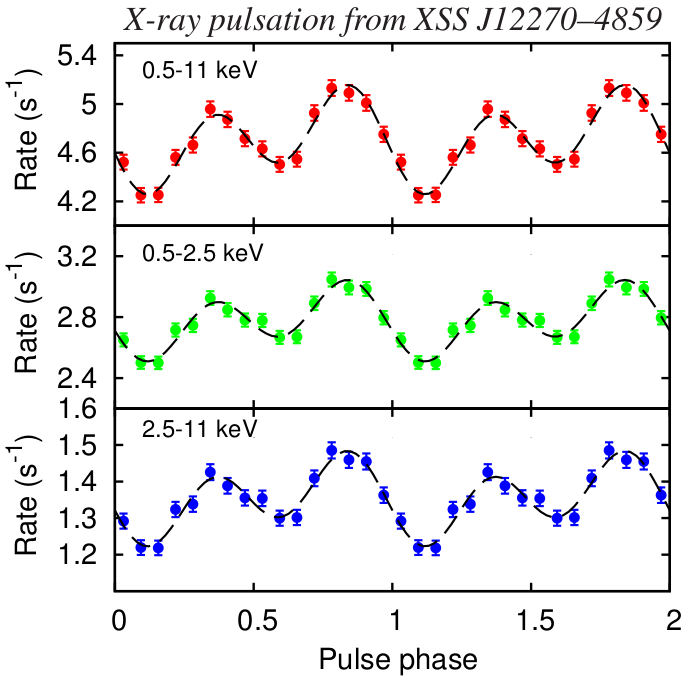 X-ray pulsation from XSS J12270–4859
5.4
0.5-11 keV
5
4.6
4.2
Rate (s⁻¹)
3.2
0.5-2.5 keV
2.8
2.4
Rate (s⁻¹)
1.6
2.5-11 keV
1.5
1.4
1.3
1.2
Rate (s⁻¹)
0 0.5 1 1.5 2
Pulse phase